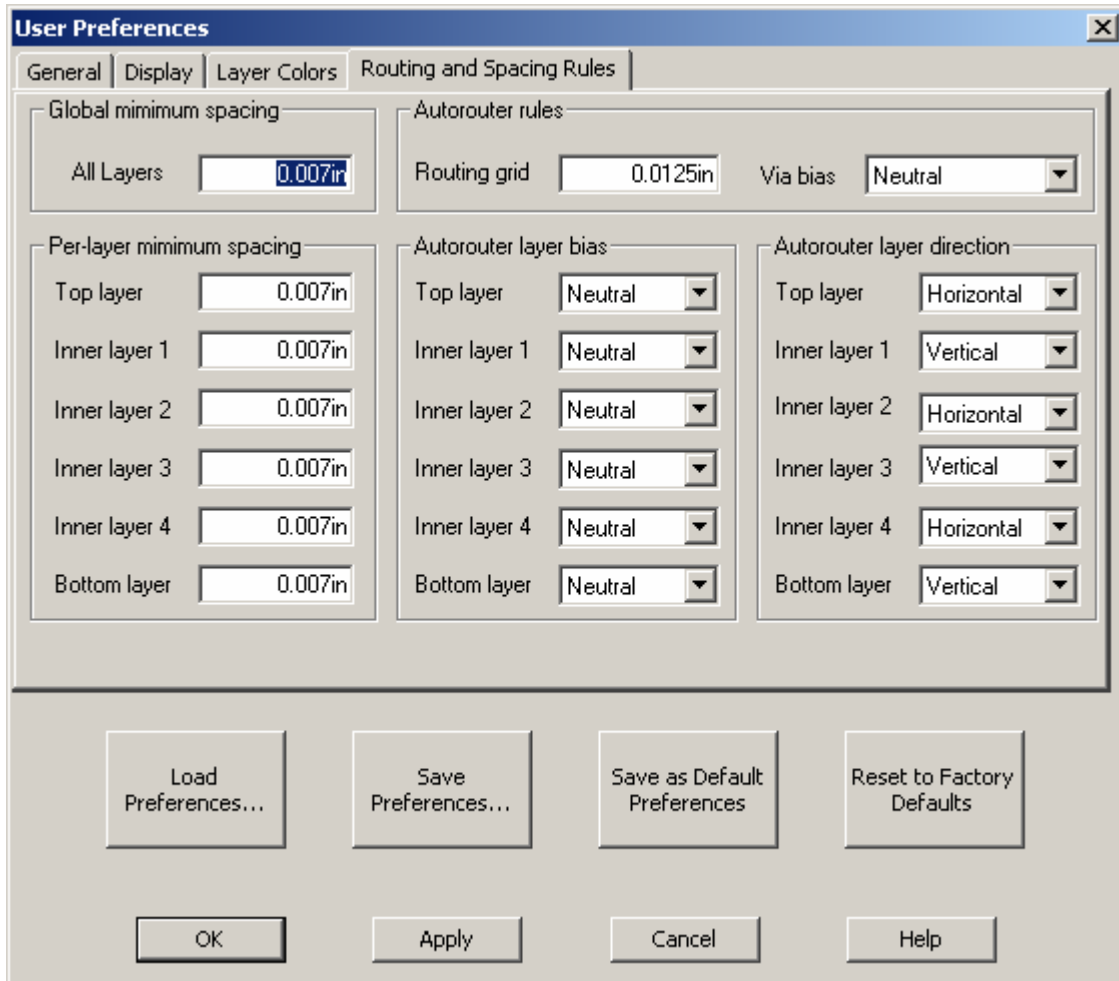 User Preferences
General Display Layer Colors Routing and Spacing Rules
Global mimimum spacing
All Layers 0.007in
Autorouter rules
Routing grid 0.0125in Via bias Neutral
Per-layer mimimum spacing
Top layer 0.007in
Inner layer 1 0.007in
Inner layer 2 0.007in
Inner layer 3 0.007in
Inner layer 4 0.007in
Bottom layer 0.007in
Autorouter layer bias
Top layer Neutral
Inner layer 1 Neutral
Inner layer 2 Neutral
Inner layer 3 Neutral
Inner layer 4 Neutral
Bottom layer Neutral
Autorouter layer direction
Top layer Horizontal
Inner layer 1 Vertical
Inner layer 2 Horizontal
Inner layer 3 Vertical
Inner layer 4 Horizontal
Bottom layer Vertical
Load
Preferences...
Save
Preferences...
Save as Default
Preferences
Reset to Factory
Defaults
OK Apply Cancel Help